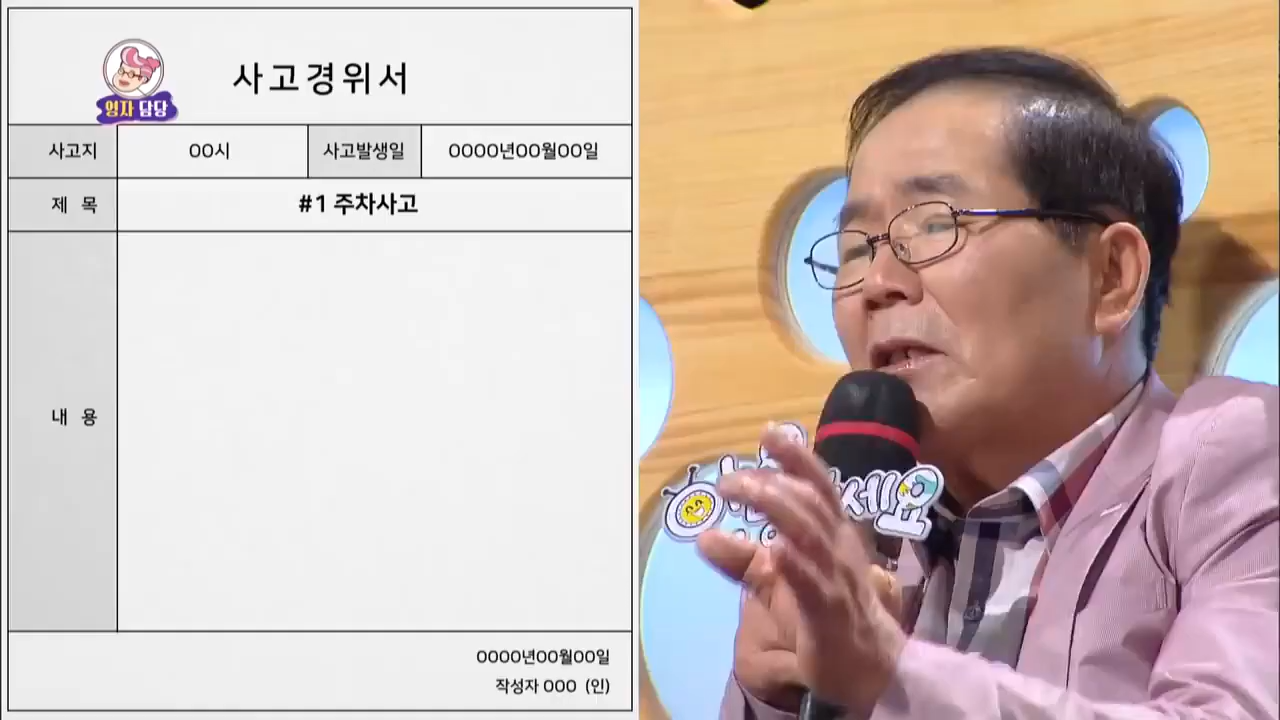 사고경위서
영자 담당
사고지 00시 사고발생일 0000년00월00일
제 목 #1 주차사고
내 용
세요
0000년00월00일
작성자 000 (인)